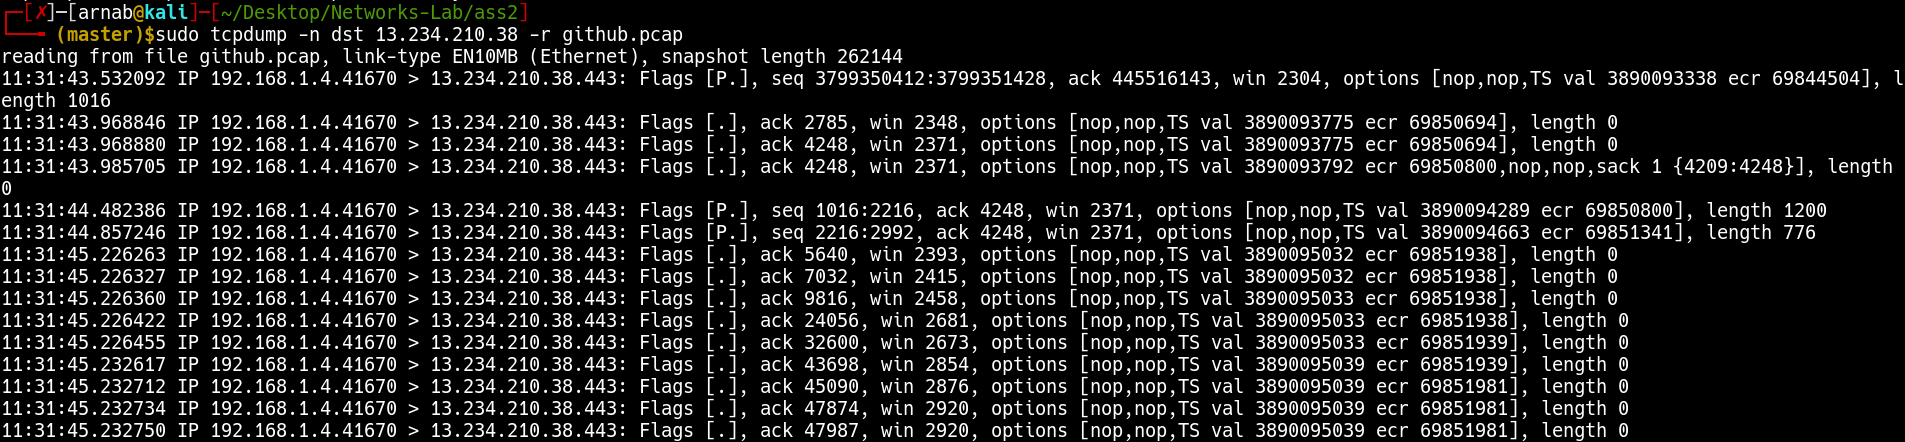 ┌─[✗]─[arnab@kali]─[~/Desktop/Networks-Lab/ass2]
└──╼ (master)$sudo tcpdump -n dst 13.234.210.38 -r github.pcap
reading from file github.pcap, link-type EN10MB (Ethernet), snapshot length 262144
11:31:43.532092 IP 192.168.1.4.41670 > 13.234.210.38.443: Flags [P.], seq 3799350412:3799351428, ack 445516143, win 2304, options [nop,nop,TS val 3890093338 ecr 69844504], l
ength 1016
11:31:43.968846 IP 192.168.1.4.41670 > 13.234.210.38.443: Flags [.], ack 2785, win 2348, options [nop,nop,TS val 3890093775 ecr 69850694], length 0
11:31:43.968880 IP 192.168.1.4.41670 > 13.234.210.38.443: Flags [.], ack 4248, win 2371, options [nop,nop,TS val 3890093775 ecr 69850694], length 0
11:31:43.985705 IP 192.168.1.4.41670 > 13.234.210.38.443: Flags [.], ack 4248, win 2371, options [nop,nop,TS val 3890093792 ecr 69850800,nop,nop,sack 1 {4209:4248}], length
0
11:31:44.482386 IP 192.168.1.4.41670 > 13.234.210.38.443: Flags [P.], seq 1016:2216, ack 4248, win 2371, options [nop,nop,TS val 3890094289 ecr 69850800], length 1200
11:31:44.857246 IP 192.168.1.4.41670 > 13.234.210.38.443: Flags [P.], seq 2216:2992, ack 4248, win 2371, options [nop,nop,TS val 3890094663 ecr 69851341], length 776
11:31:45.226263 IP 192.168.1.4.41670 > 13.234.210.38.443: Flags [.], ack 5640, win 2393, options [nop,nop,TS val 3890095032 ecr 69851938], length 0
11:31:45.226327 IP 192.168.1.4.41670 > 13.234.210.38.443: Flags [.], ack 7032, win 2415, options [nop,nop,TS val 3890095032 ecr 69851938], length 0
11:31:45.226360 IP 192.168.1.4.41670 > 13.234.210.38.443: Flags [.], ack 9816, win 2458, options [nop,nop,TS val 3890095033 ecr 69851938], length 0
11:31:45.226422 IP 192.168.1.4.41670 > 13.234.210.38.443: Flags [.], ack 24056, win 2681, options [nop,nop,TS val 3890095033 ecr 69851938], length 0
11:31:45.226455 IP 192.168.1.4.41670 > 13.234.210.38.443: Flags [.], ack 32600, win 2673, options [nop,nop,TS val 3890095033 ecr 69851939], length 0
11:31:45.232617 IP 192.168.1.4.41670 > 13.234.210.38.443: Flags [.], ack 43698, win 2854, options [nop,nop,TS val 3890095039 ecr 69851939], length 0
11:31:45.232712 IP 192.168.1.4.41670 > 13.234.210.38.443: Flags [.], ack 45090, win 2876, options [nop,nop,TS val 3890095039 ecr 69851981], length 0
11:31:45.232734 IP 192.168.1.4.41670 > 13.234.210.38.443: Flags [.], ack 47874, win 2920, options [nop,nop,TS val 3890095039 ecr 69851981], length 0
11:31:45.232750 IP 192.168.1.4.41670 > 13.234.210.38.443: Flags [.], ack 47987, win 2920, options [nop,nop,TS val 3890095039 ecr 69851981], length 0